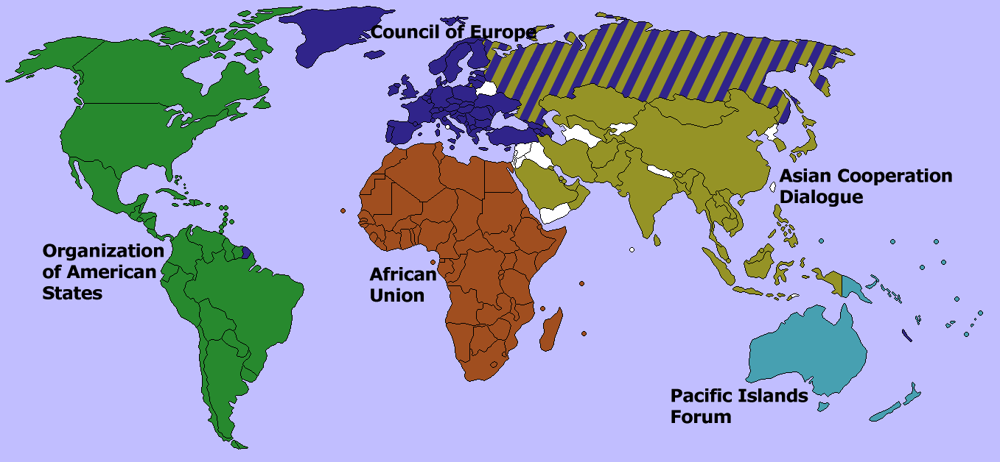 Council of Europe
Asian Cooperation
Dialogue
Organization
of American
States
African
Union
Pacific Islands
Forum